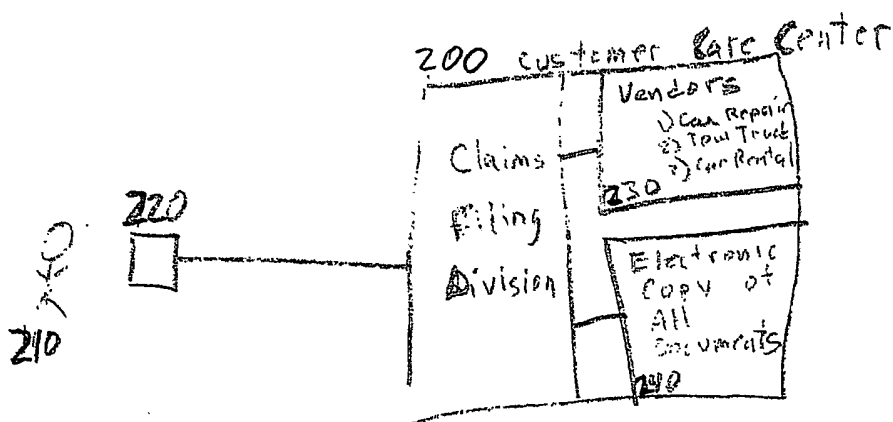 200 Customer Care Center
Vendors
1) Car Repair
2) Tow Truck
3) Car Rental
230
Claims
Filing
Division
220
210
Electronic
Copy of
All
Documents
240